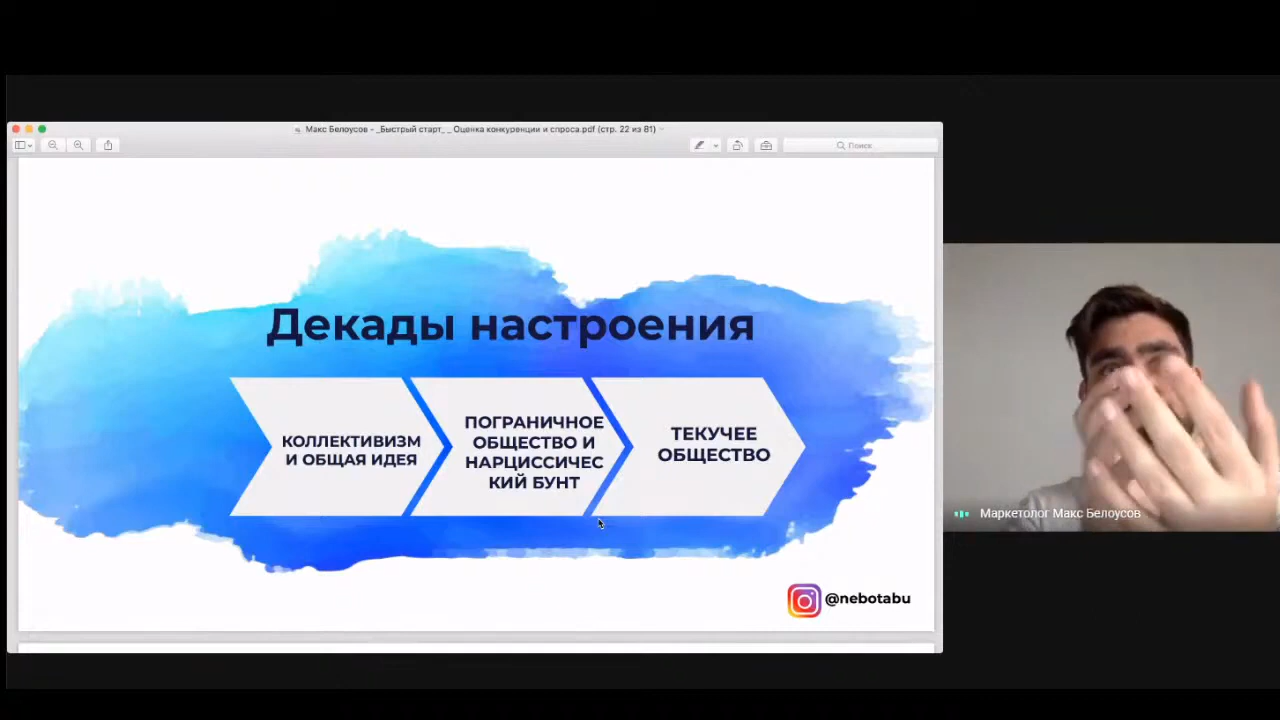 Макс Белоусов - _Быстрый старт_ _ Оценка конкуренции и спроса.pdf (стр. 22 из 81)
Поиск
Декады настроения
КОЛЛЕКТИВИЗМ
И ОБЩАЯ ИДЕЯ
ПОГРАНИЧНОЕ
ОБЩЕСТВО И
НАРЦИССИЧЕС
КИЙ БУНТ
ТЕКУЧЕЕ
ОБЩЕСТВО
@nebotabu
Маркетолог Макс Белоусов